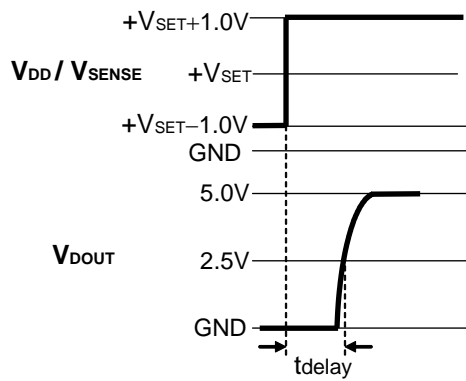 +VSET+1.0V
VDD / VSENSE
+VSET
+VSET−1.0V
GND
5.0V
VDOUT
2.5V
GND
tdelay